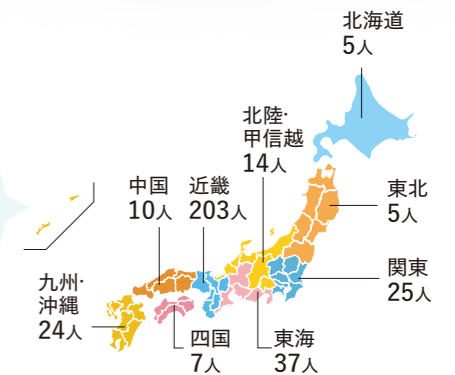 北海道
5人
北陸・
甲信越
14人
中国
10人
近畿
203人
東北
5人
関東
25人
九州・
沖縄
24人
四国
7人
東海
37人